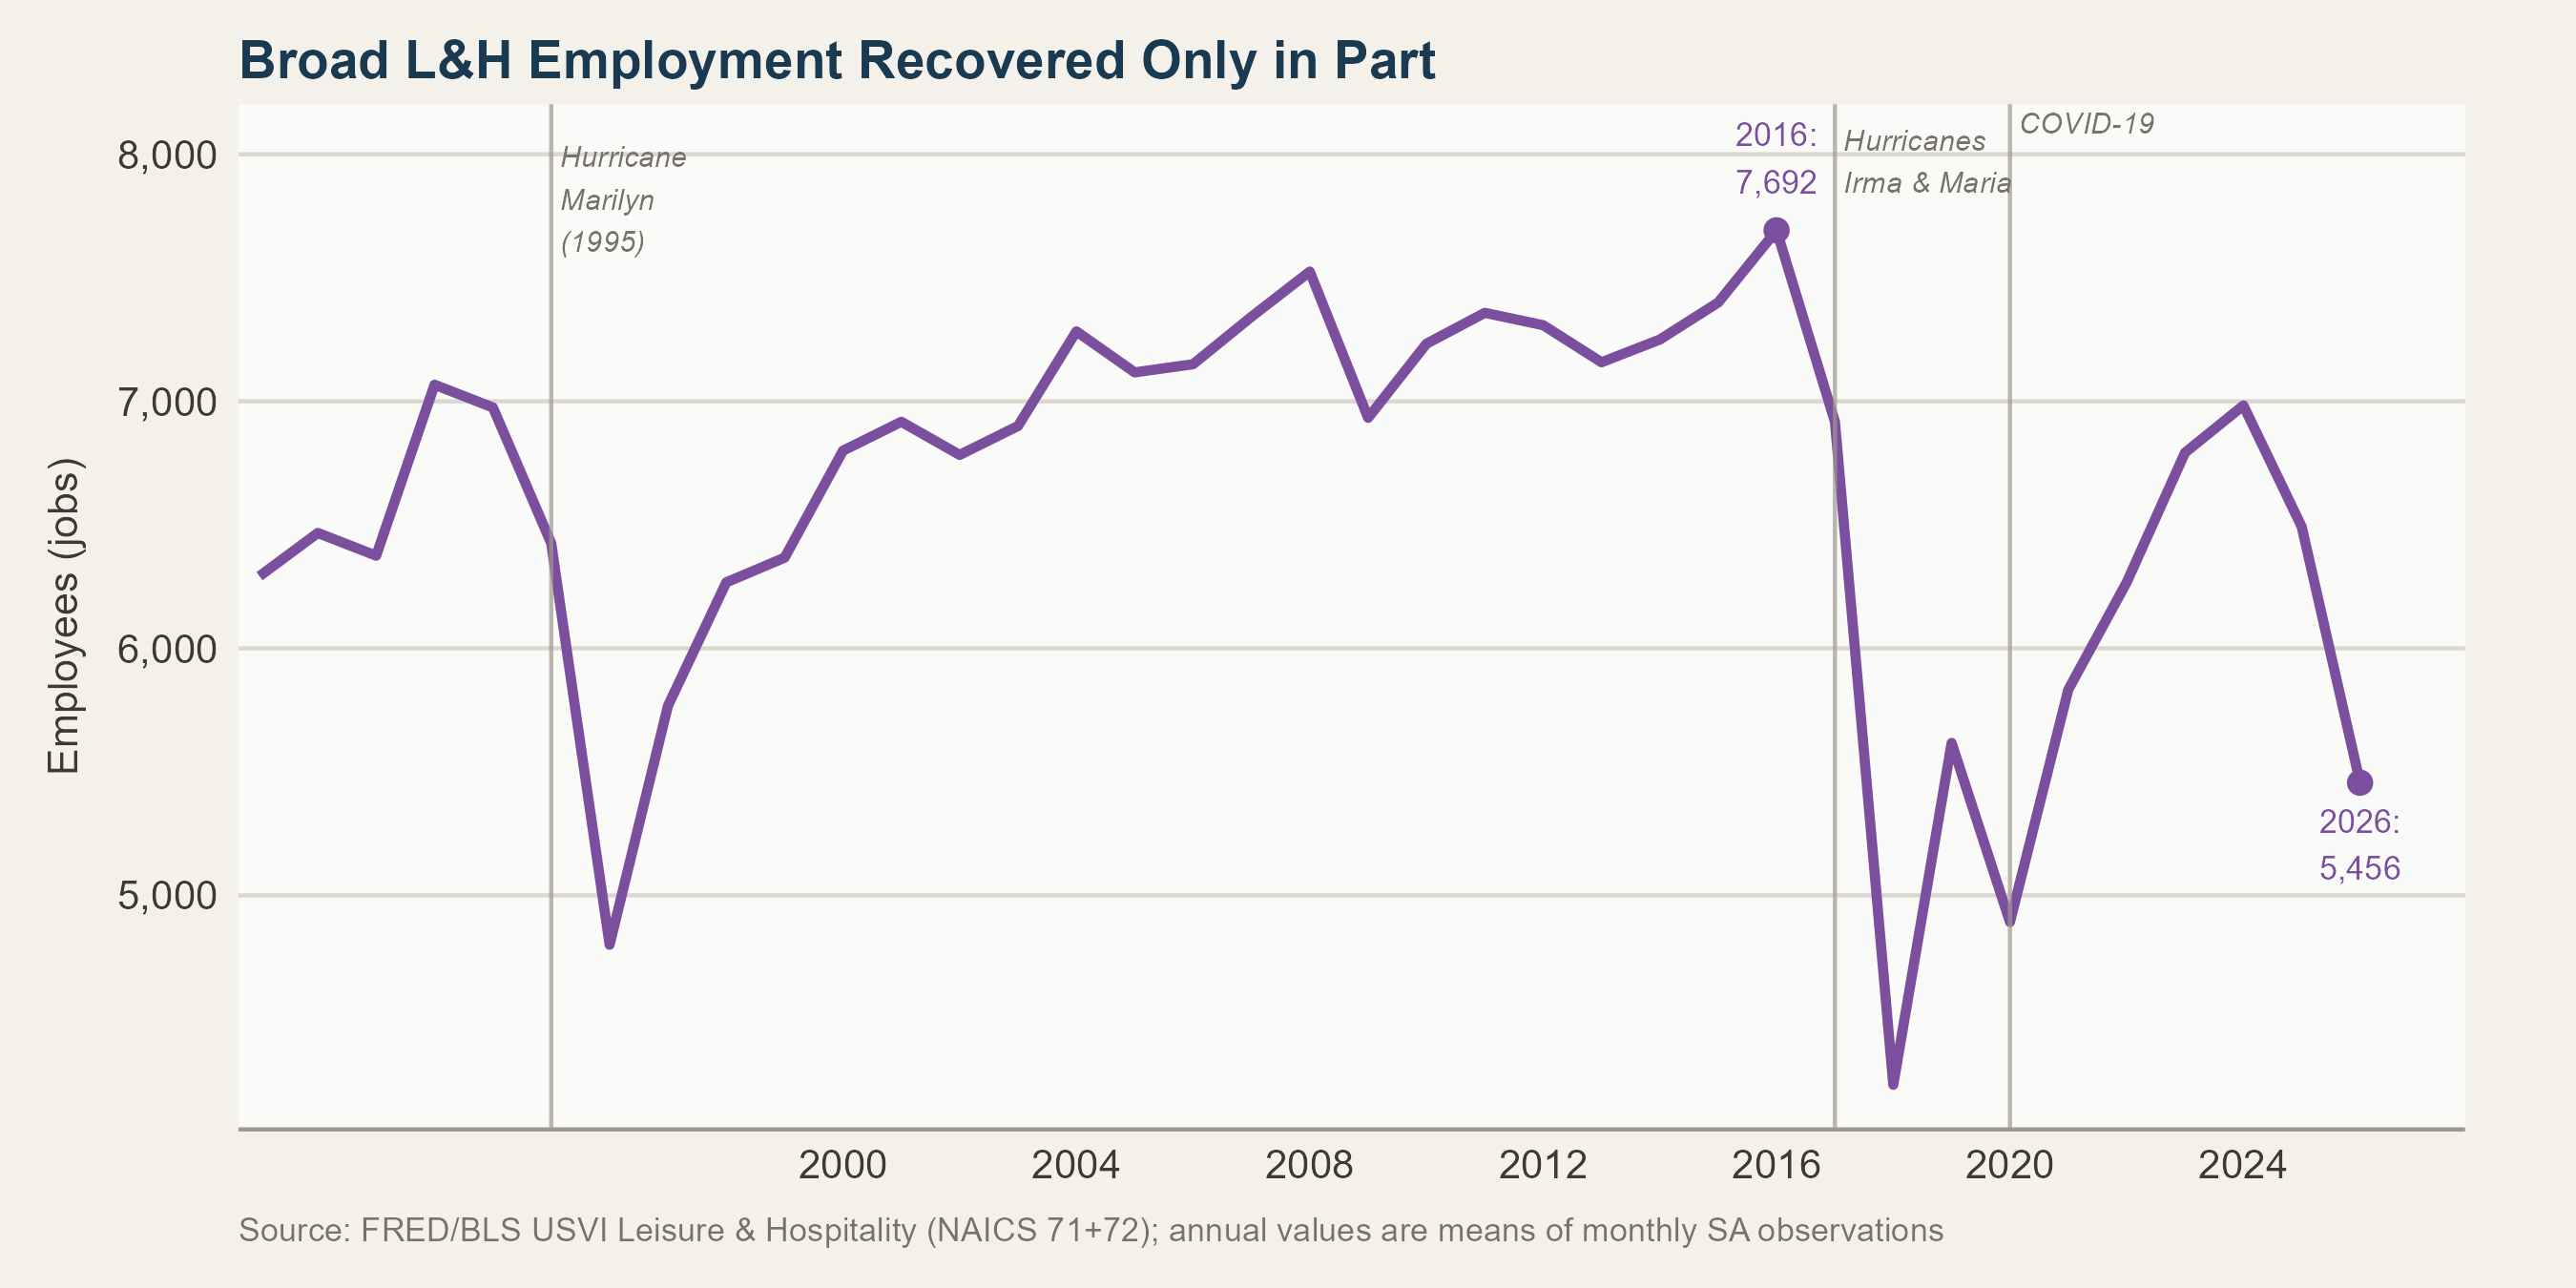 Broad L&H Employment Recovered Only in Part
Hurricane
Marilyn
(1995)
2016:
7,692
Hurricanes
Irma & Maria
COVID-19
8,000
7,000
6,000
5,000
Employees (jobs)
2026:
5,456
2000
2004
2008
2012
2016
2020
2024
Source: FRED/BLS USVI Leisure & Hospitality (NAICS 71+72); annual values are means of monthly SA observations